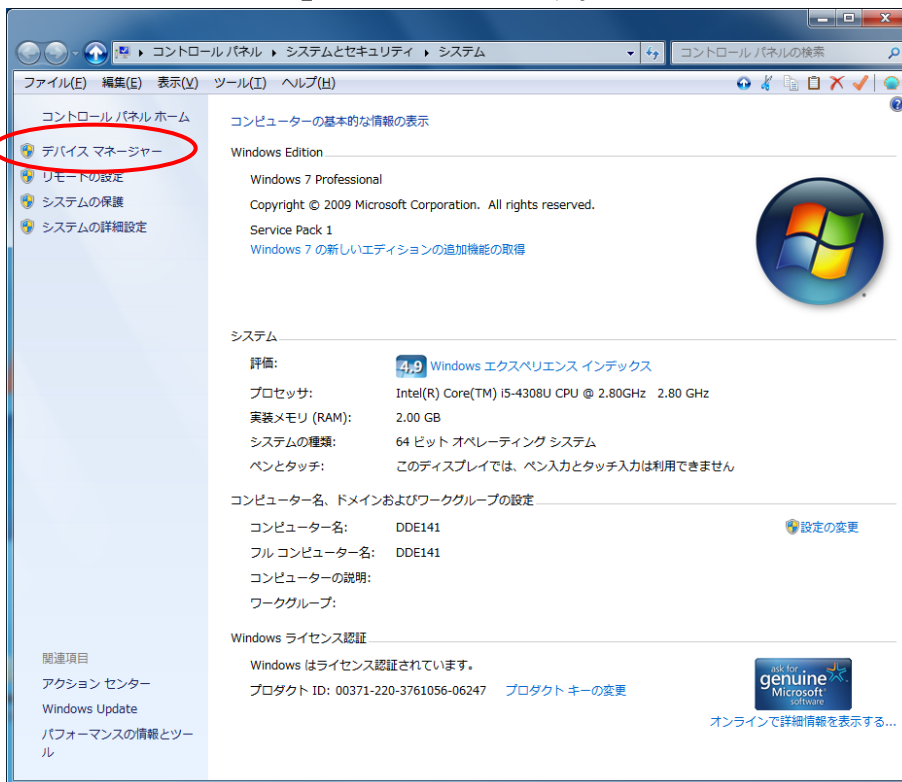 コントロール パネル ▸ システムとセキュリティ ▸ システム
コントロール パネルの検索
ファイル(F) 編集(E) 表示(V) ツール(T) ヘルプ(H)
コントロール パネル ホーム
デバイス マネージャー
リモートの設定
システムの保護
システムの詳細設定
コンピューターの基本的な情報の表示
Windows Edition
Windows 7 Professional
Copyright © 2009 Microsoft Corporation. All rights reserved.
Service Pack 1
Windows 7 の新しいエディションの追加機能の取得
システム
評価: 4.9 Windows エクスペリエンス インデックス
プロセッサ: Intel(R) Core(TM) i5-4308U CPU @ 2.80GHz 2.80 GHz
実装メモリ (RAM): 2.00 GB
システムの種類: 64 ビット オペレーティング システム
ペンとタッチ: このディスプレイでは、ペン入力とタッチ入力は利用できません
コンピューター名、ドメインおよびワークグループの設定
コンピューター名: DDE141 設定の変更
フル コンピューター名: DDE141
コンピューターの説明:
ワークグループ:
Windows ライセンス認証
Windows はライセンス認証されています。
プロダクト ID: 00371-220-3761056-06247 プロダクト キーの変更
ask for
genuine
Microsoft
software
オンラインで詳細情報を表示する...
関連項目
アクション センター
Windows Update
パフォーマンスの情報とツー
ル